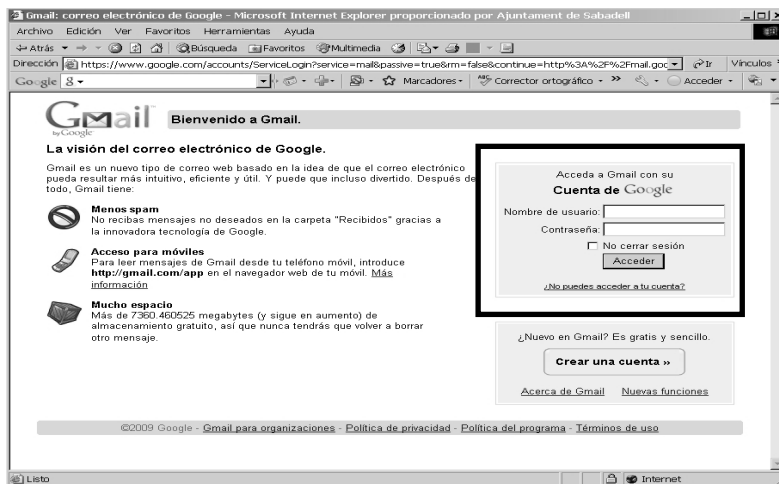 Gmail: correo electrónico de Google - Microsoft Internet Explorer proporcionado por Ajuntament de Sabadell
Archivo Edición Ver Favoritos Herramientas Ayuda
Atrás Búsqueda Favoritos Multimedia
Dirección https://www.google.com/accounts/ServiceLogin?service=mail&passive=true&rm=false&continue=http%3A%2F%2Fmail.goo Ir Vínculos »
Google Marcadores Corrector ortográfico » Acceder
Gmail
by Google
Bienvenido a Gmail.
La visión del correo electrónico de Google.
Gmail es un nuevo tipo de correo web basado en la idea de que el correo electrónico
pueda resultar más intuitivo, eficiente y útil. Y puede que incluso divertido. Después de
todo, Gmail tiene:
Menos spam
No recibas mensajes no deseados en la carpeta "Recibidos" gracias a
la innovadora tecnología de Google.
Acceso para móviles
Para leer mensajes de Gmail desde tu teléfono móvil, introduce
http://gmail.com/app en el navegador web de tu móvil. Más
información
Mucho espacio
Más de 7360.460525 megabytes (y sigue en aumento) de
almacenamiento gratuito, así que nunca tendrás que volver a borrar
otro mensaje.
Acceda a Gmail con su
Cuenta de Google
Nombre de usuario:
Contraseña:
No cerrar sesión
Acceder
¿No puedes acceder a tu cuenta?
¿Nuevo en Gmail? Es gratis y sencillo.
Crear una cuenta »
Acerca de Gmail Nuevas funciones
©2009 Google - Gmail para organizaciones - Política de privacidad - Política del programa - Términos de uso
Listo Internet